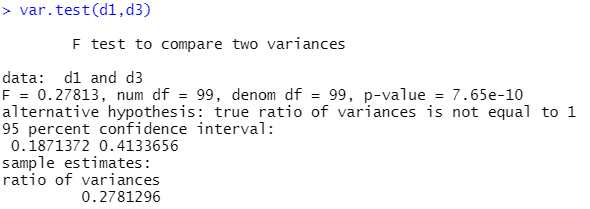 > var.test(d1,d3)
F test to compare two variances
data:  d1 and d3
F = 0.27813, num df = 99, denom df = 99, p-value = 7.65e-10
alternative hypothesis: true ratio of variances is not equal to 1
95 percent confidence interval:
0.1871372 0.4133656
sample estimates:
ratio of variances
0.2781296